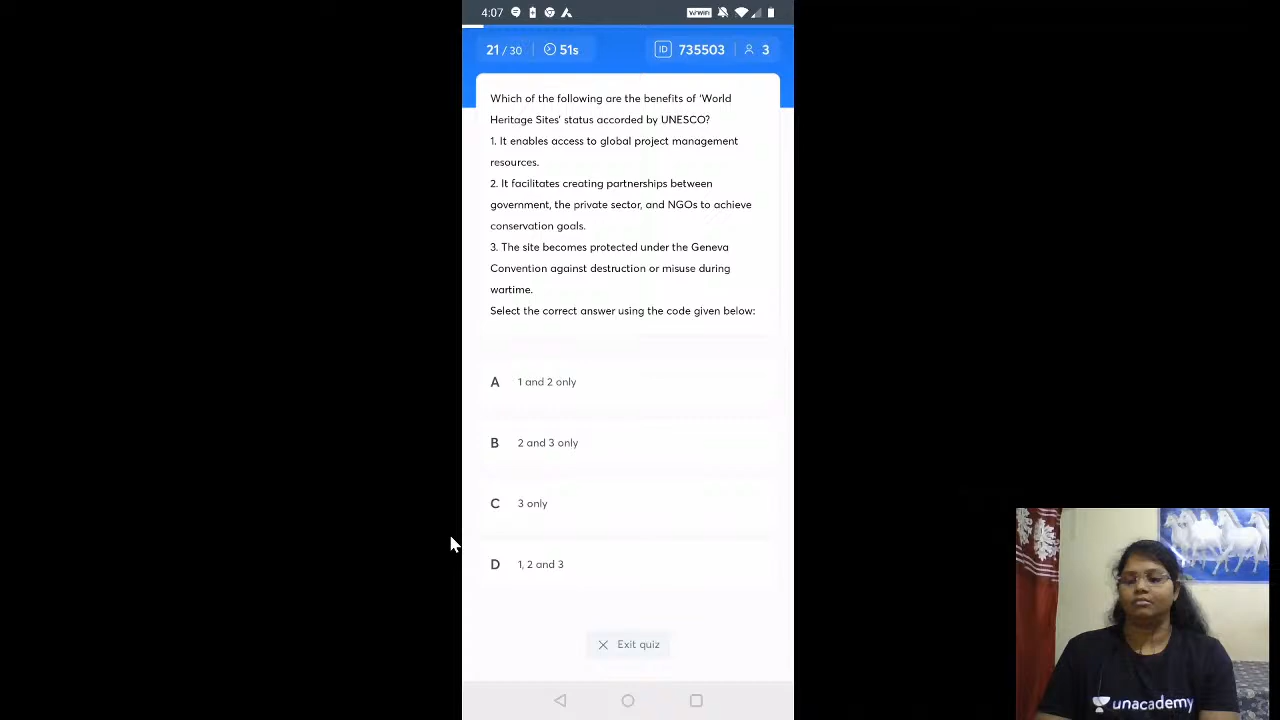 4:07
21 / 30
51s
ID 735503
3
Which of the following are the benefits of 'World
Heritage Sites' status accorded by UNESCO?
1. It enables access to global project management
resources.
2. It facilitates creating partnerships between
government, the private sector, and NGOs to achieve
conservation goals.
3. The site becomes protected under the Geneva
Convention against destruction or misuse during
wartime.
Select the correct answer using the code given below:
A 1 and 2 only
B 2 and 3 only
C 3 only
D 1, 2 and 3
Exit quiz
unacademy